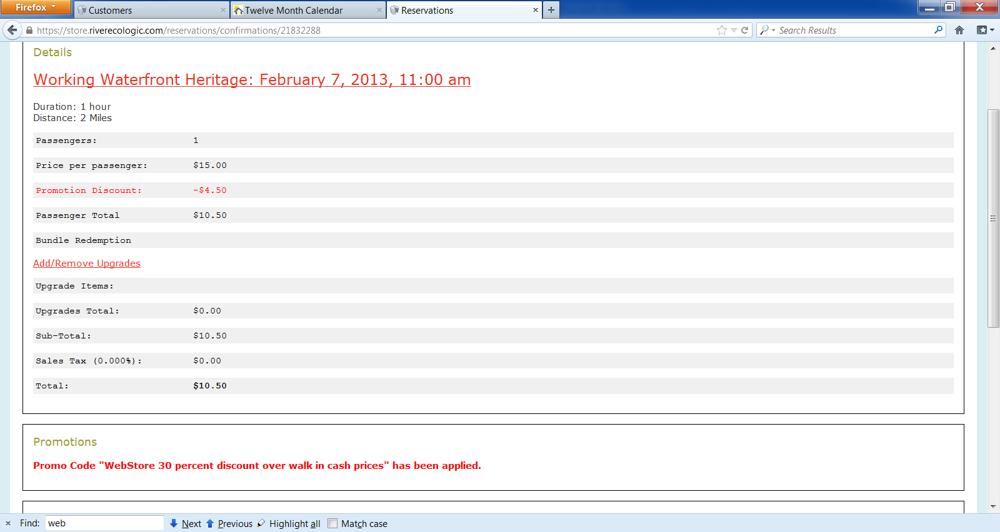 Firefox
Customers
Twelve Month Calendar
Reservations
https://store.riverecologic.com/reservations/confirmations/21832288
Search Results
Details
Working Waterfront Heritage: February 7, 2013, 11:00 am
Duration: 1 hour
Distance: 2 Miles
Passengers: 1
Price per passenger: $15.00
Promotion Discount: -$4.50
Passenger Total $10.50
Bundle Redemption
Add/Remove Upgrades
Upgrade Items:
Upgrades Total: $0.00
Sub-Total: $10.50
Sales Tax (0.000%): $0.00
Total: $10.50
Promotions
Promo Code "WebStore 30 percent discount over walk in cash prices" has been applied.
Find: web Next Previous Highlight all Match case